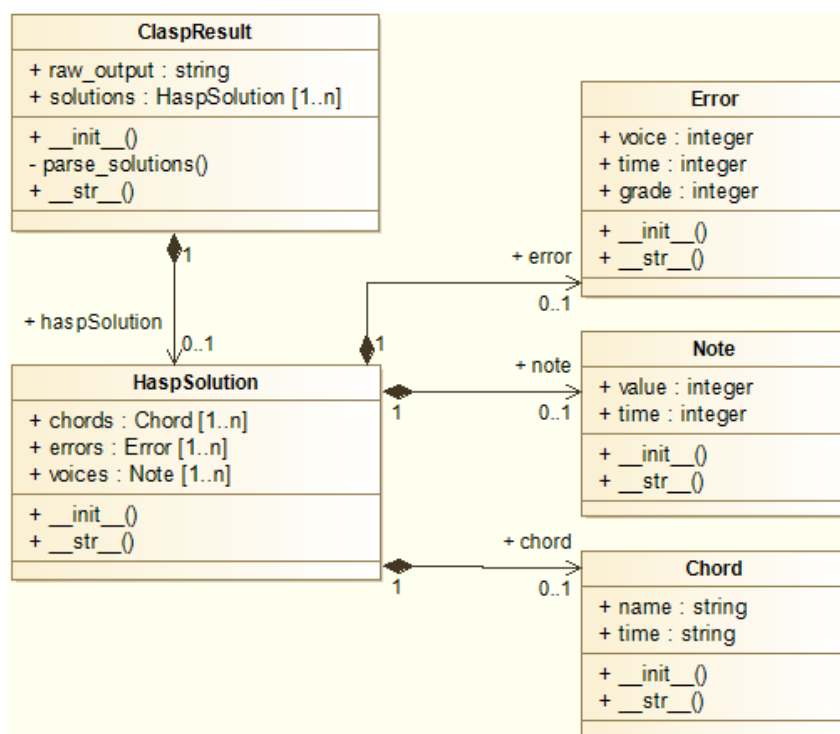 ClaspResult
+ raw_output : string
+ solutions : HaspSolution [1..n]
+ __init__()
- parse_solutions()
+ __str__()
1
+ haspSolution
0..1
HaspSolution
+ chords : Chord [1..n]
+ errors : Error [1..n]
+ voices : Note [1..n]
+ __init__()
+ __str__()
1
+ error
0..1
1
+ note
0..1
1
+ chord
0..1
Error
+ voice : integer
+ time : integer
+ grade : integer
+ __init__()
+ __str__()
Note
+ value : integer
+ time : integer
+ __init__()
+ __str__()
Chord
+ name : string
+ time : string
+ __init__()
+ __str__()